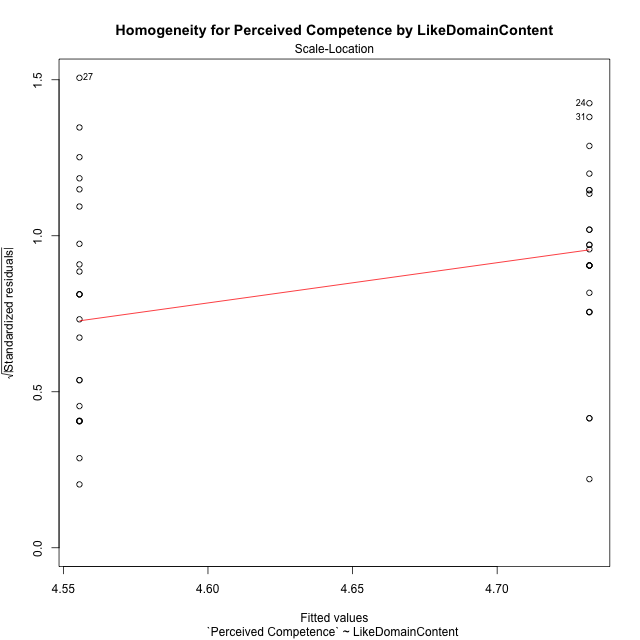 Homogeneity for Perceived Competence by LikeDomainContent
Scale-Location
1.5
27
24
31
1.0
√|Standardized residuals|
0.5
0.0
4.55 4.60 4.65 4.70
Fitted values
`Perceived Competence` ~ LikeDomainContent